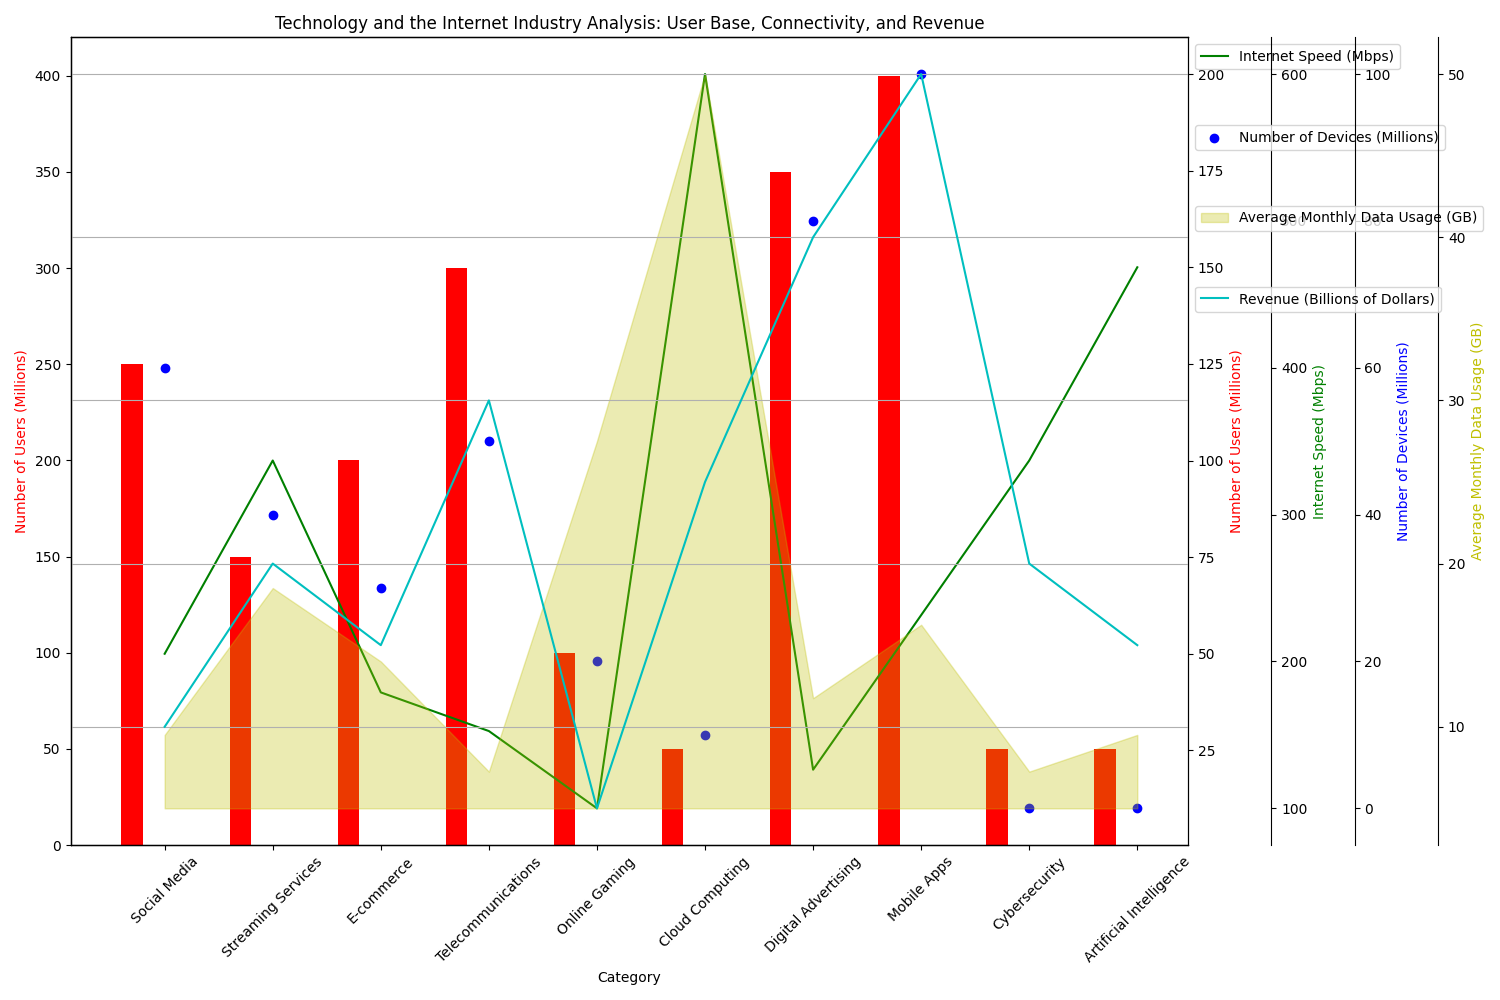 Technology and the Internet Industry Analysis: User Base, Connectivity, and Revenue
Number of Users (Millions)
400
350
300
250
200
150
100
50
0
Social Media
Streaming Services
E-commerce
Telecommunications
Online Gaming
Cloud Computing
Digital Advertising
Mobile Apps
Cybersecurity
Artificial Intelligence
Category
200
175
150
125
100
75
50
25
Number of Users (Millions)
600
400
300
200
100
Internet Speed (Mbps)
100
60
40
20
0
Number of Devices (Millions)
50
40
30
20
10
Average Monthly Data Usage (GB)
Internet Speed (Mbps)
Number of Devices (Millions)
Average Monthly Data Usage (GB)
Revenue (Billions of Dollars)